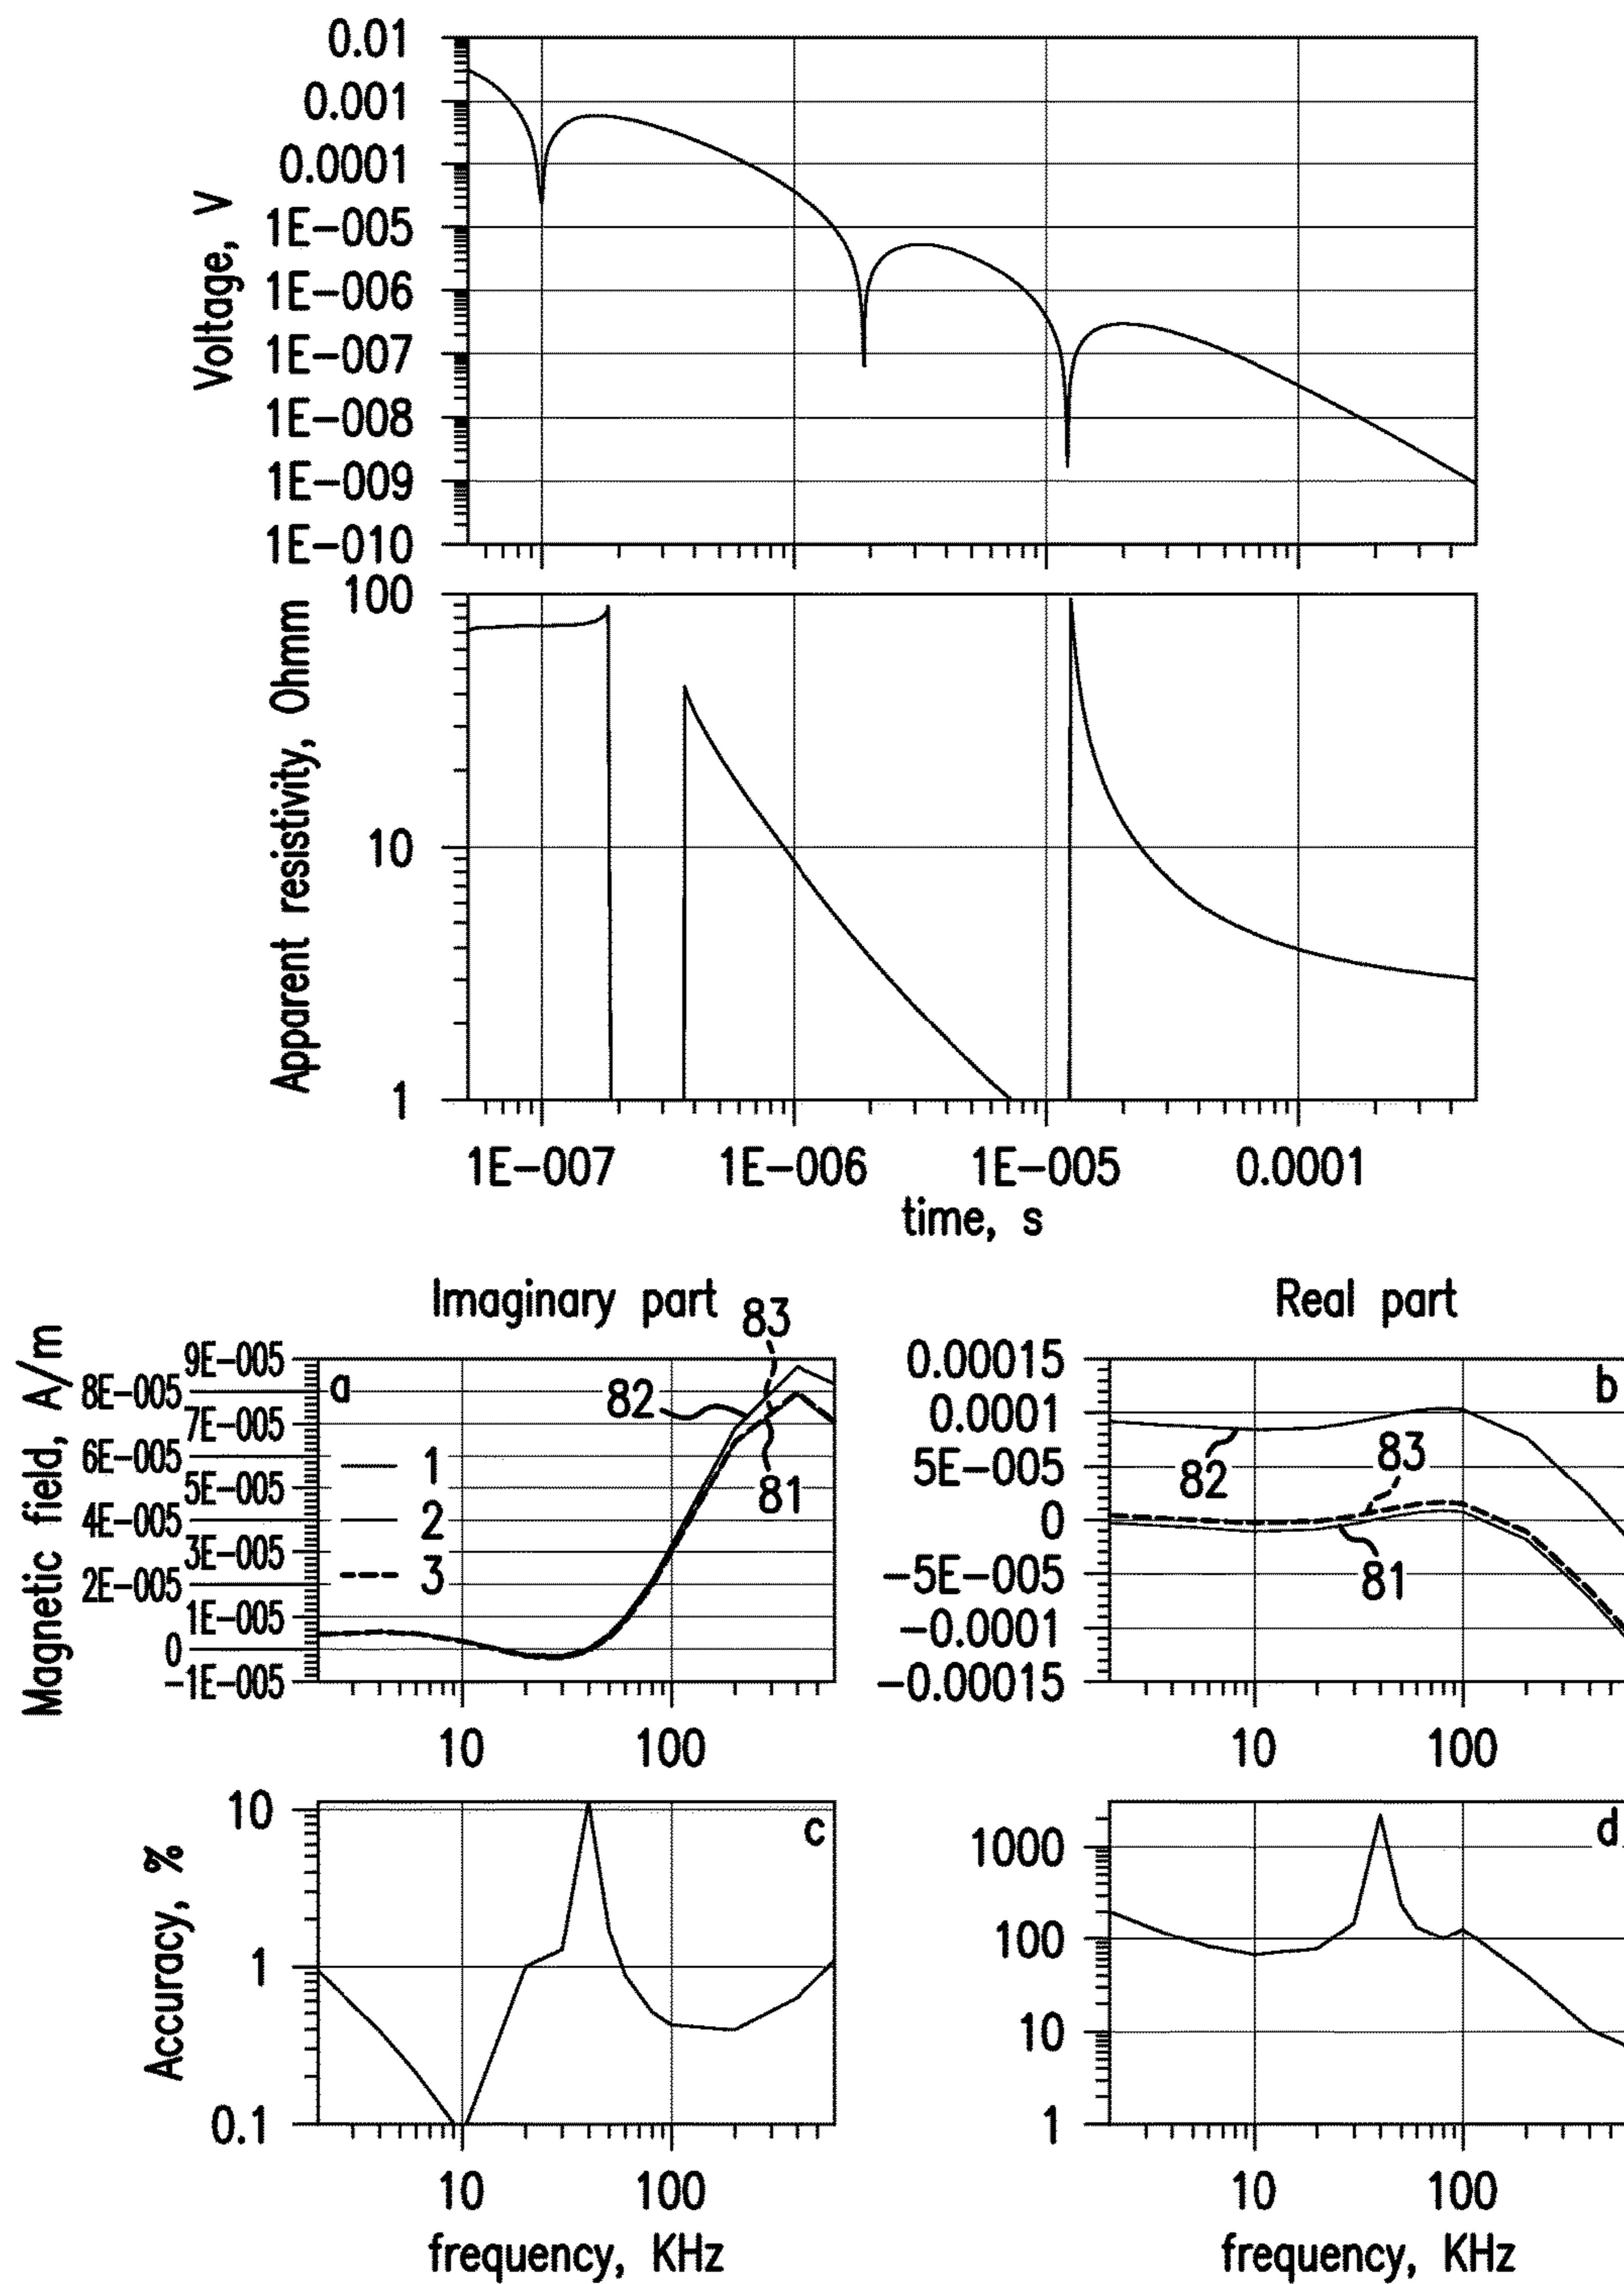 0.01
0.001
0.0001
1E-005
1E-006
1E-007
1E-008
1E-009
1E-010
Voltage, V
100
10
1
Apparent resistivity, Ohmm
1E-007 1E-006 1E-005 0.0001
time, s
Imaginary part
83
9E-005
8E-005
7E-005
6E-005
5E-005
4E-005
3E-005
2E-005
1E-005
0
-1E-005
Magnetic field, A/m
a
82
81
1
2
3
10 100
Real part
0.00015
0.0001
5E-005
0
-5E-005
-0.0001
-0.00015
b
82
83
81
10 100
10
1
0.1
Accuracy, %
c
10 100
frequency, KHz
1000
100
10
1
d
10 100
frequency, KHz